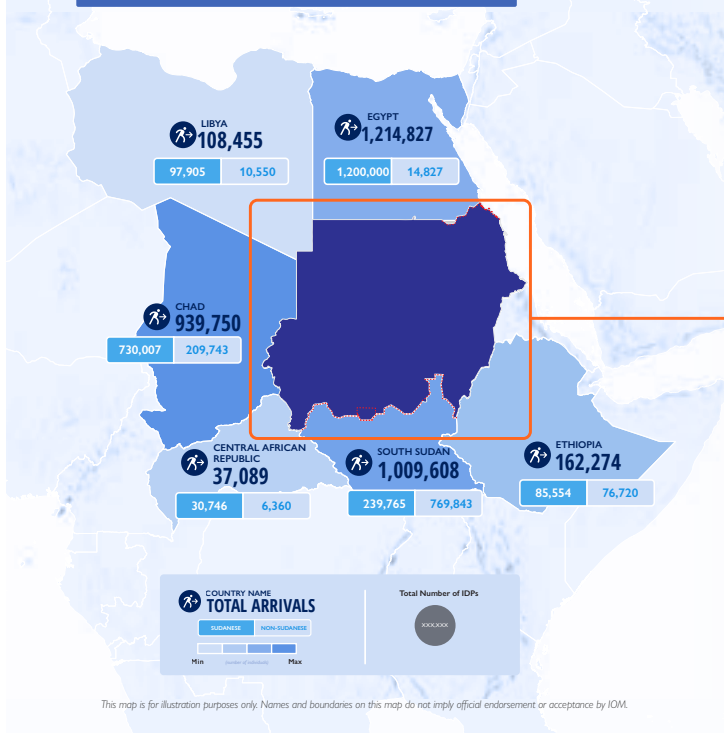 LIBYA
108,455
97,905 10,550
EGYPT
1,214,827
1,200,000 14,827
CHAD
939,750
730,007 209,743
CENTRAL AFRICAN
REPUBLIC
37,089
30,746 6,360
SOUTH SUDAN
1,009,608
239,765 769,843
ETHIOPIA
162,274
85,554 76,720
COUNTRY NAME
TOTAL ARRIVALS
SUDANESE NON-SUDANESE
Min (number of individuals) Max
Total Number of IDPs
XXX,XXX
This map is for illustration purposes only. Names and boundaries on this map do not imply official endorsement or acceptance by IOM.